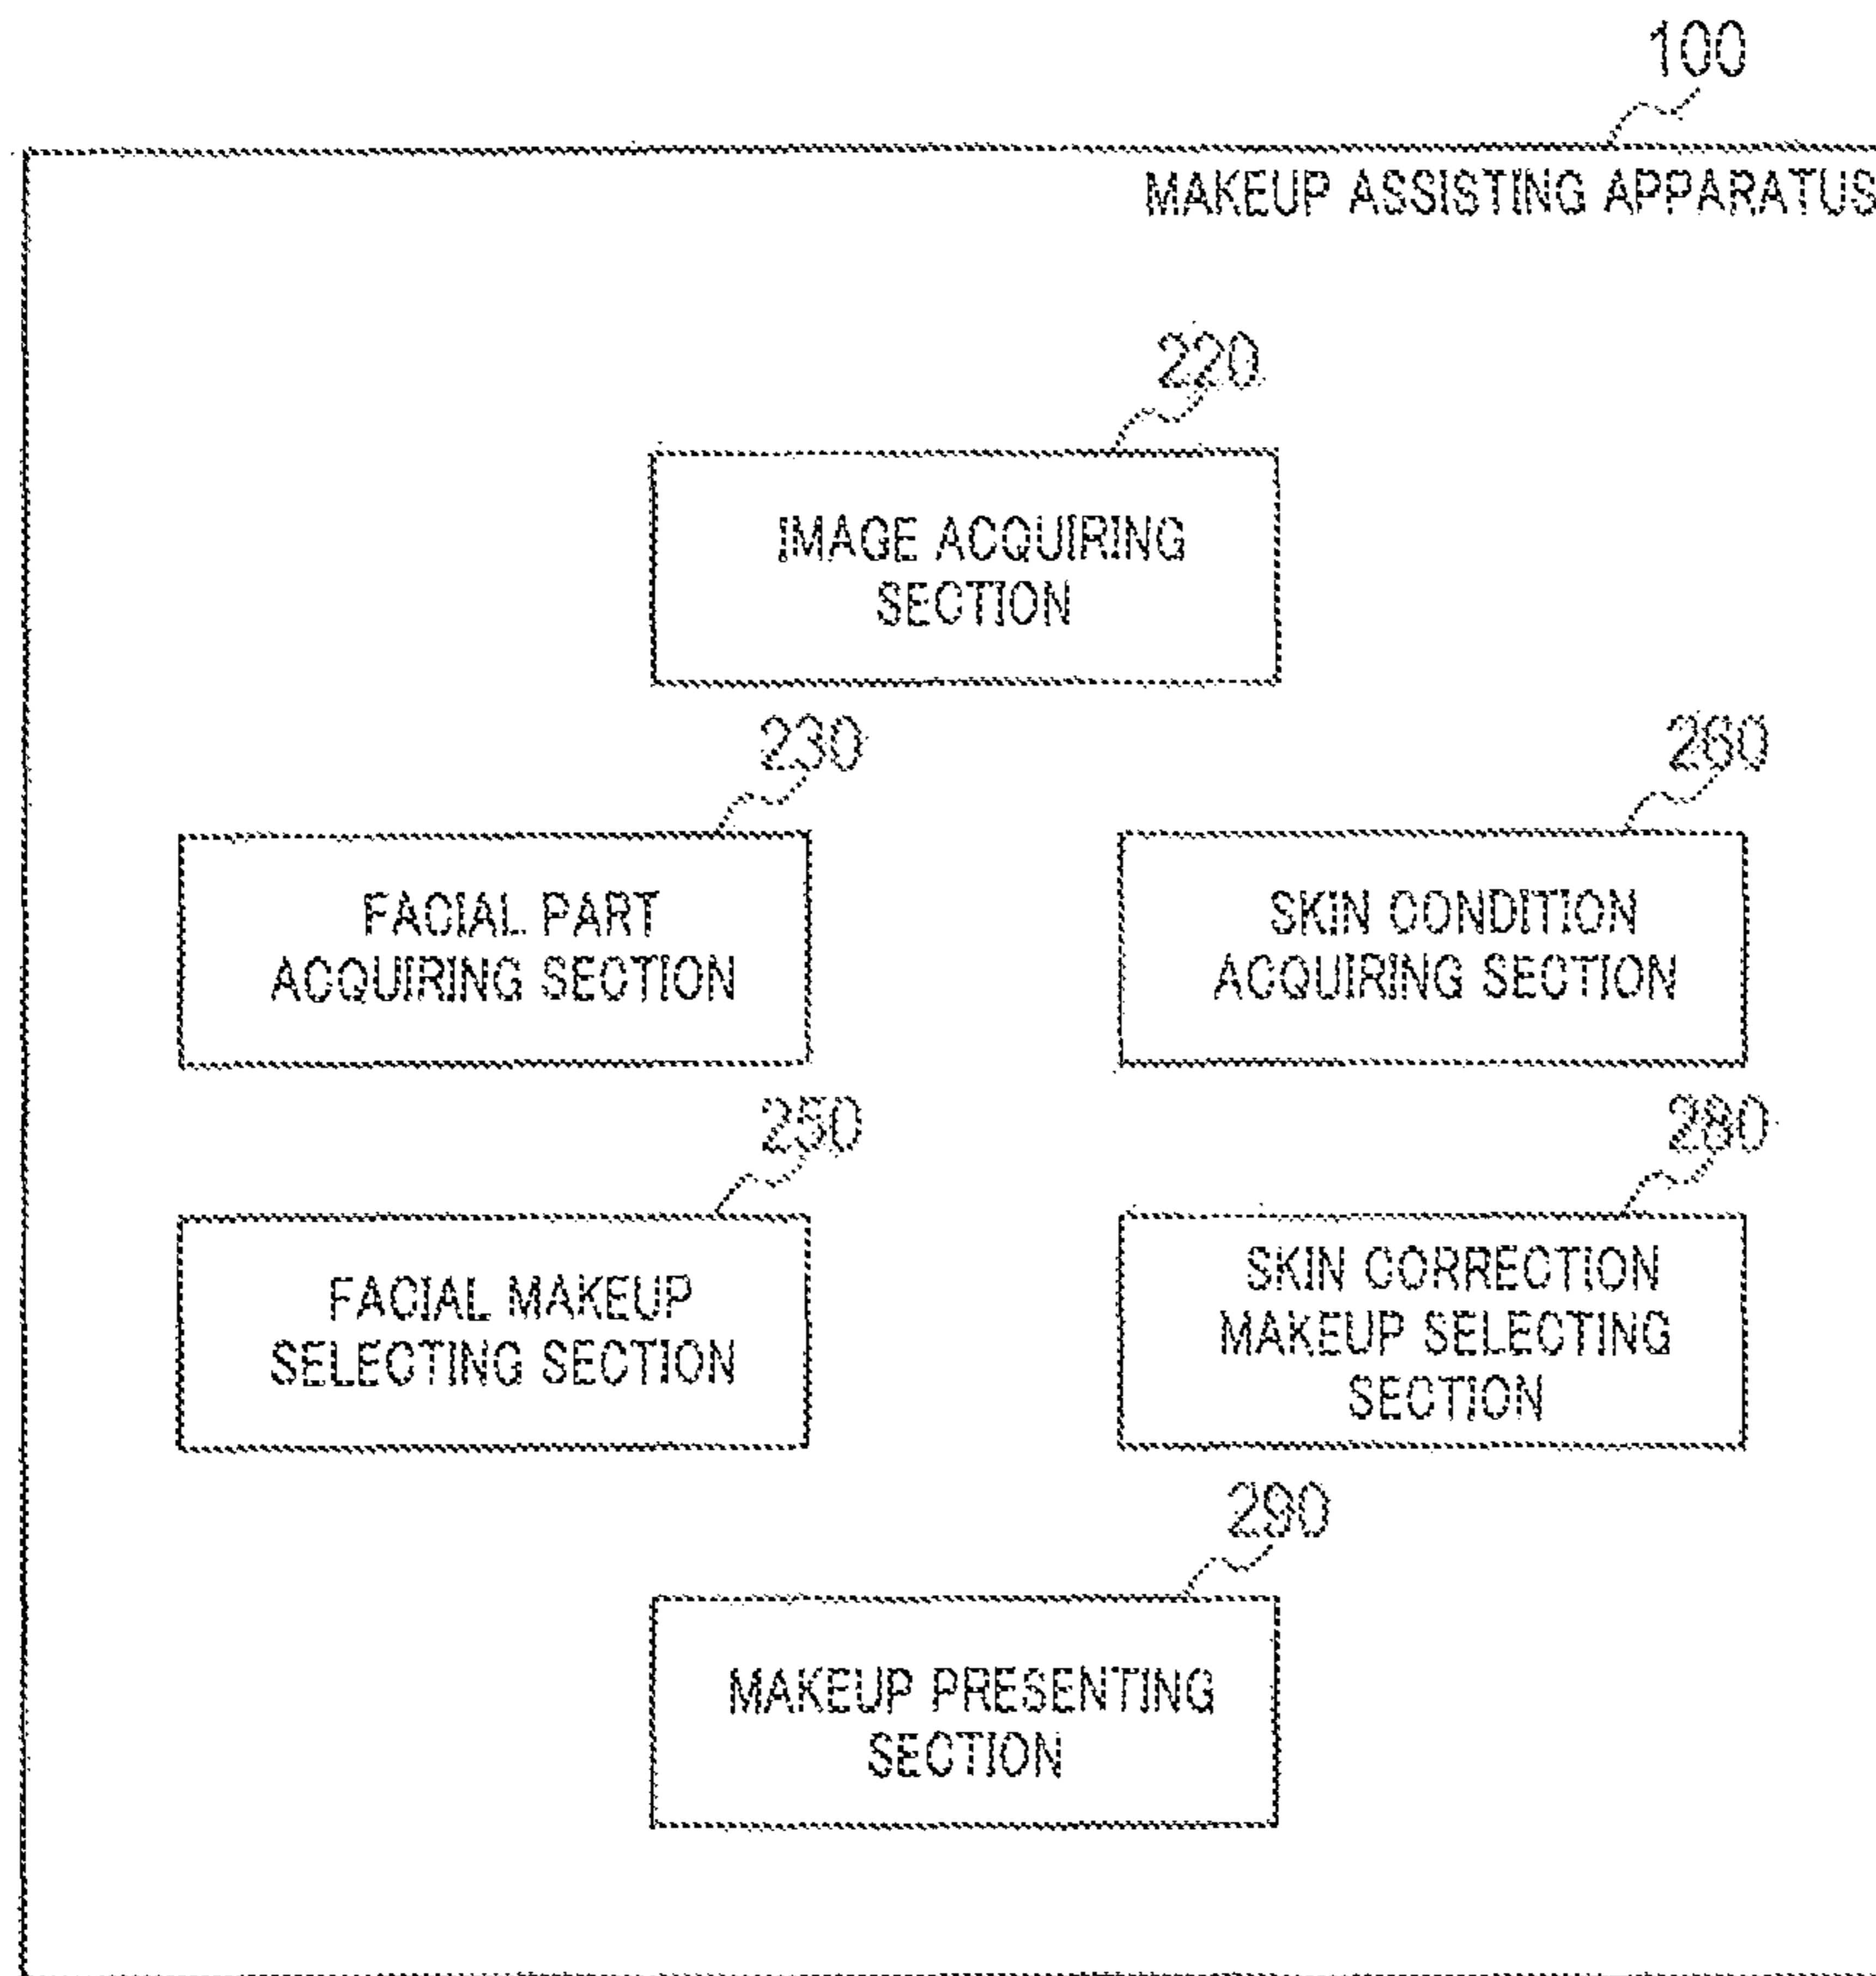 100
MAKEUP ASSISTING APPARATUS
220
IMAGE ACQUIRING
SECTION
230
260
FACIAL PART
ACQUIRING SECTION
SKIN CONDITION
ACQUIRING SECTION
250
280
FACIAL MAKEUP
SELECTING SECTION
SKIN CORRECTION
MAKEUP SELECTING
SECTION
290
MAKEUP PRESENTING
SECTION